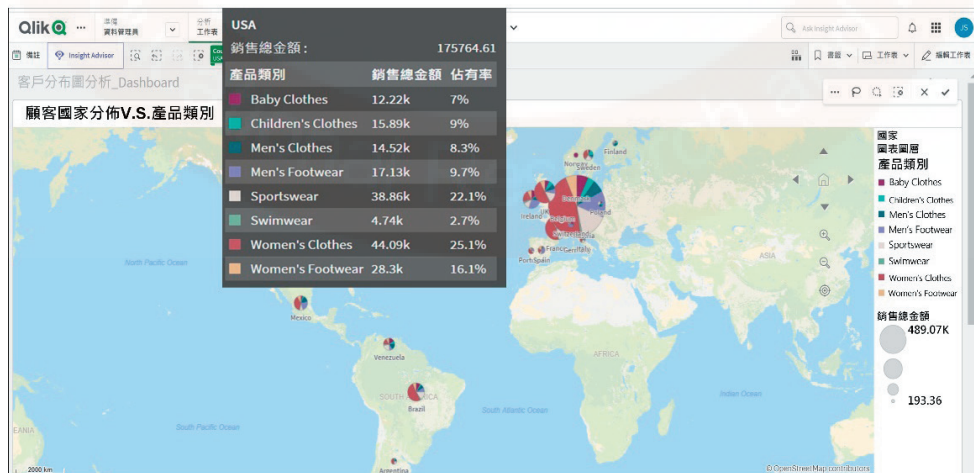 Qlik
準備
資料管理員
分析
工作表
Ask Insight Advisor
JS
備註
Insight Advisor
書籤
工作表
編輯工作表
客戶分布圖分析_Dashboard
顧客國家分佈V.S.產品類別
USA
銷售總金額： 175764.61
產品類別 銷售總金額 佔有率
Baby Clothes 12.22k 7%
Children's Clothes 15.89k 9%
Men's Clothes 14.52k 8.3%
Men's Footwear 17.13k 9.7%
Sportswear 38.86k 22.1%
Swimwear 4.74k 2.7%
Women's Clothes 44.09k 25.1%
Women's Footwear 28.3k 16.1%
國家
圖表圖層
產品類別
Baby Clothes
Children's Clothes
Men's Clothes
Men's Footwear
Sportswear
Swimwear
Women's Clothes
Women's Footwear
銷售總金額
489.07K
193.36
Finland
Norway
Sweden
Denmark
Ireland
UK
Poland
Belgium
Switzerland
France
Germany
Italy
Portugal
Spain
ASIA
North Pacific Ocean
Mexico
Venezuela
AFRICA
SOUTH AMERICA
Brazil
Indian Ocean
South Atlantic Ocean
South Pacific Ocean
EANIA
Argentina
2000 km
© OpenStreetMap contributors